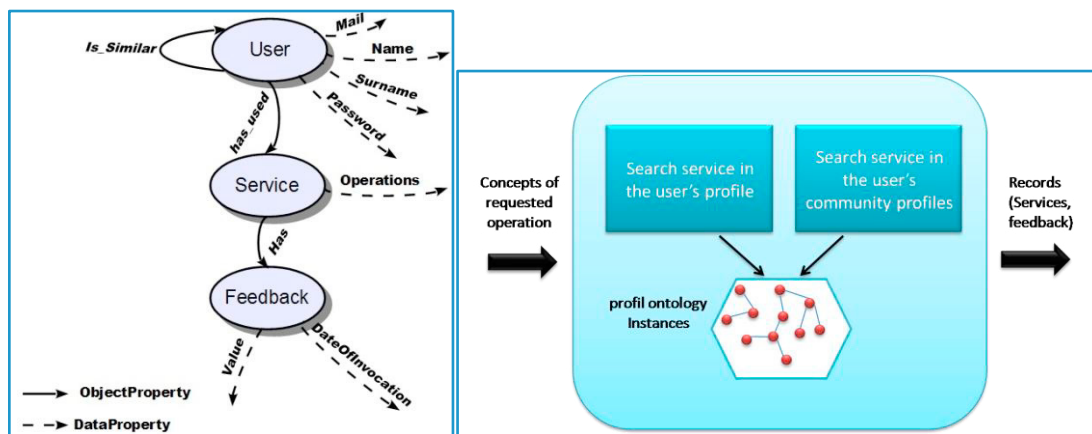 Mail
Is_Similar
User
Name
Surname
Password
has_used
Service
Operations
Has
Feedback
Value
DateOfInvocation
ObjectProperty
DataProperty
Concepts of
requested
operation
Search service in
the user's profile
Search service in
the user's
community profiles
profil ontology
Instances
Records
(Services,
feedback)